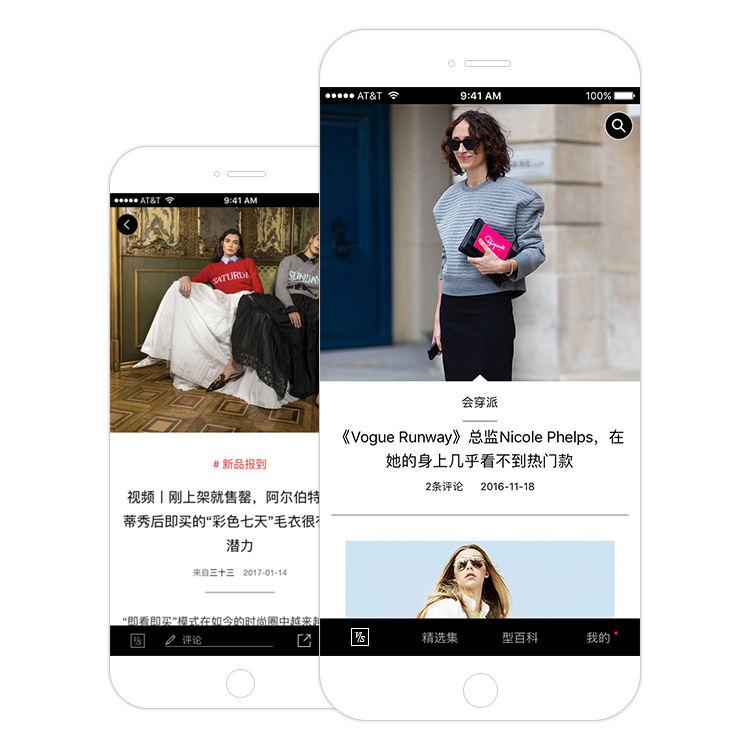 AT&T 9:41 AM
SATURDA
SUNDAY
# 新品报到
视频丨刚上架就售罄，阿尔伯特
蒂秀后即买的“彩色七天”毛衣很有
潜力
来自三十三 2017-01-14
“即看即买”模式在如今的时尚圈中越来越
评论
AT&T 9:41 AM 100%
会穿派
《Vogue Runway》总监Nicole Phelps，在
她的身上几乎看不到热门款
2条评论 2016-11-18
精选集 型百科 我的